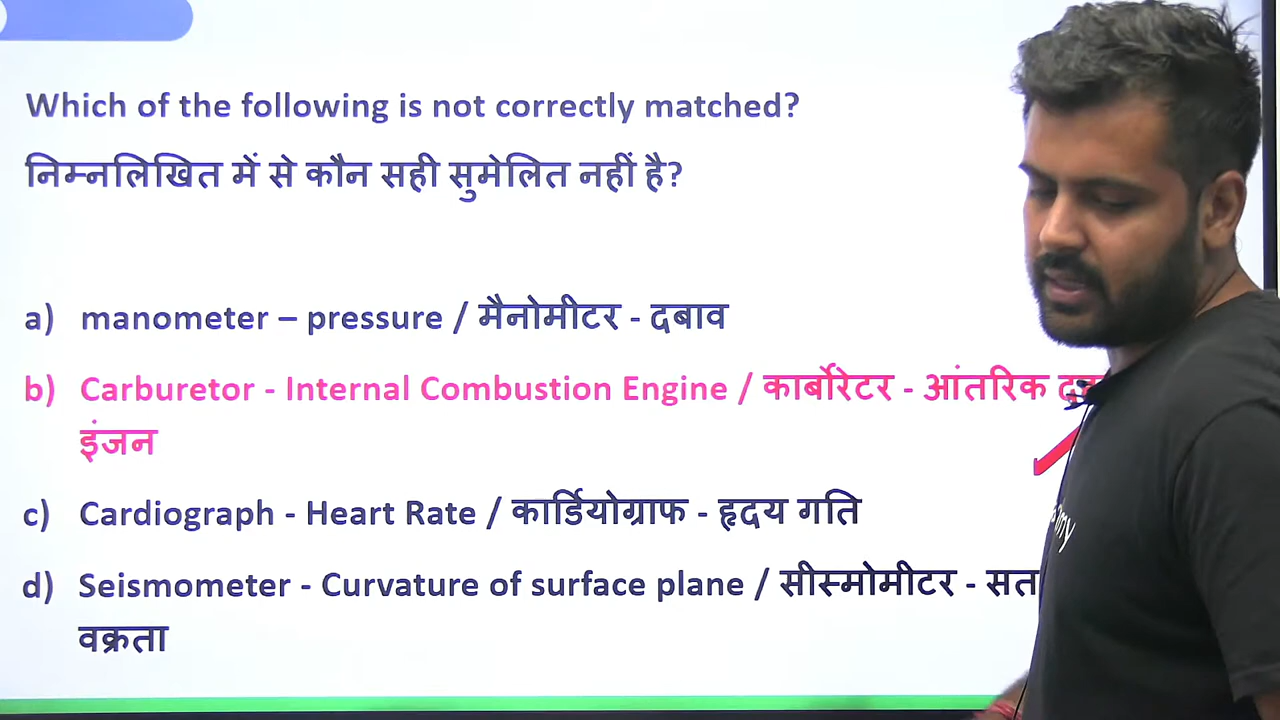 Which of the following is not correctly matched?
निम्नलिखित में से कौन सही सुमेलित नहीं है?
a) manometer – pressure / मैनोमीटर - दबाव
b) Carburetor - Internal Combustion Engine / कार्बोरेटर - आंतरिक
इंजन
c) Cardiograph - Heart Rate / कार्डियोग्राफ - हृदय गति
d) Seismometer - Curvature of surface plane / सीस्मोमीटर -
वक्रता